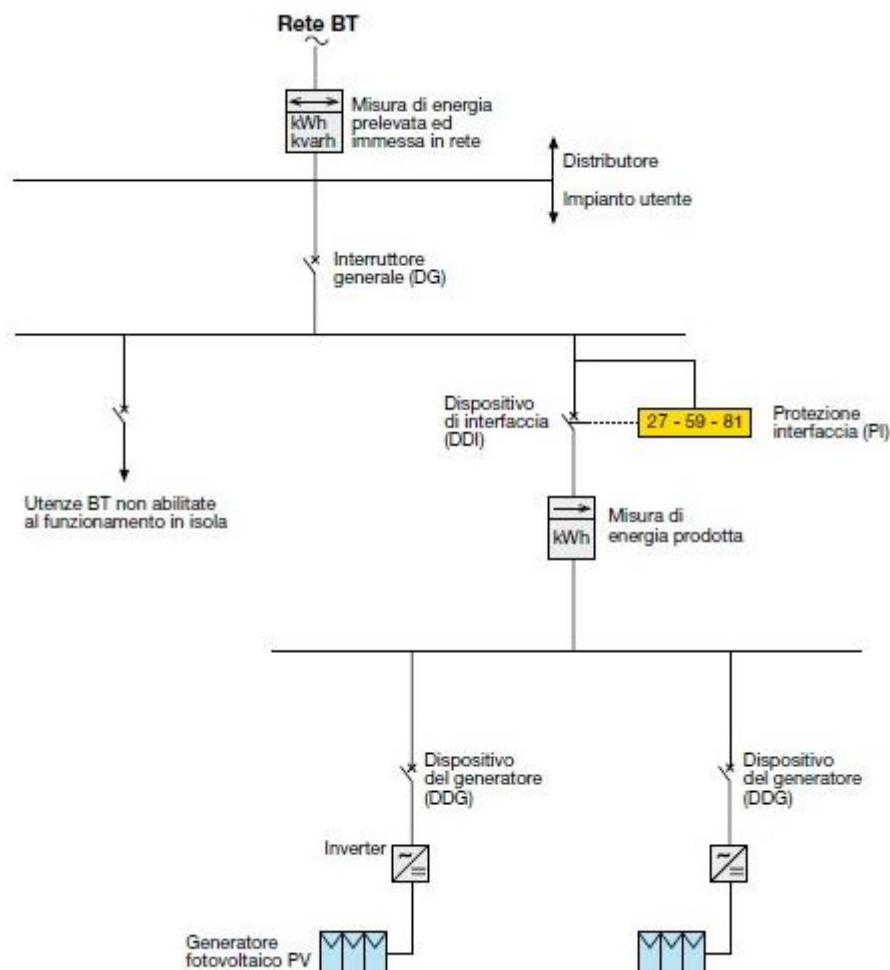 Rete BT
Misura di energia
prelevata ed
immessa in rete
kWh
kvarh
Distributore
Impianto utente
Interruttore
generale (DG)
Dispositivo
di interfaccia
(DDI)
27 - 59 - 81
Protezione
interfaccia (PI)
Utenze BT non abilitate
al funzionamento in isola
kWh
Misura di
energia prodotta
Dispositivo
del generatore
(DDG)
Dispositivo
del generatore
(DDG)
Inverter
Generatore
fotovoltaico PV